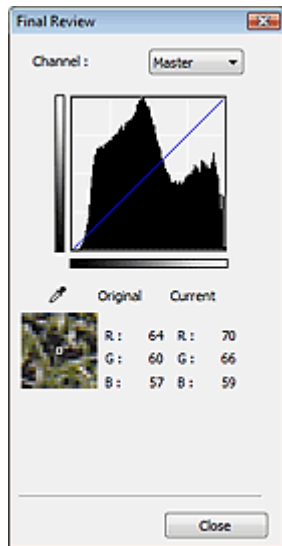 Final Review
Channel : Master
Original Current
R : 64 R : 70
G : 60 G : 66
B : 57 B : 59
Close